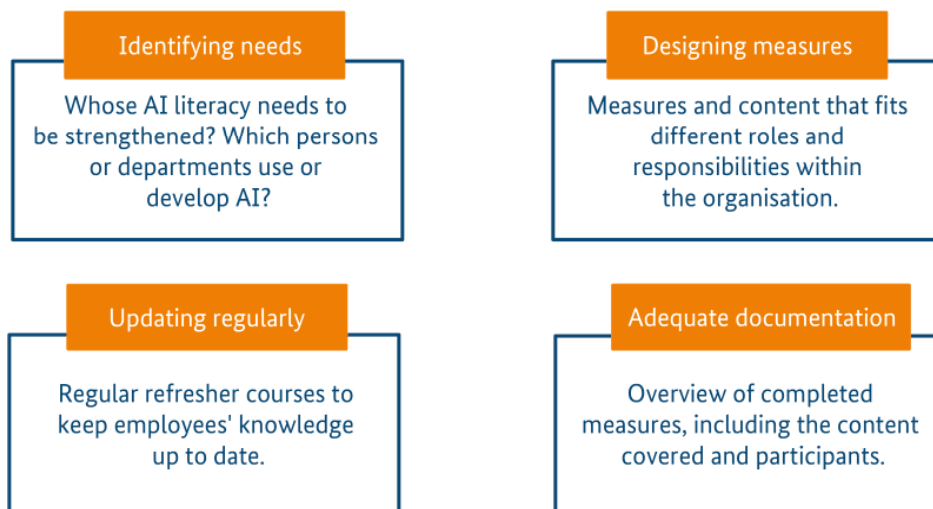 Identifying needs
Whose AI literacy needs to
be strengthened? Which persons
or departments use or
develop AI?
Designing measures
Measures and content that fits
different roles and
responsibilities within
the organisation.
Updating regularly
Regular refresher courses to
keep employees' knowledge
up to date.
Adequate documentation
Overview of completed
measures, including the content
covered and participants.